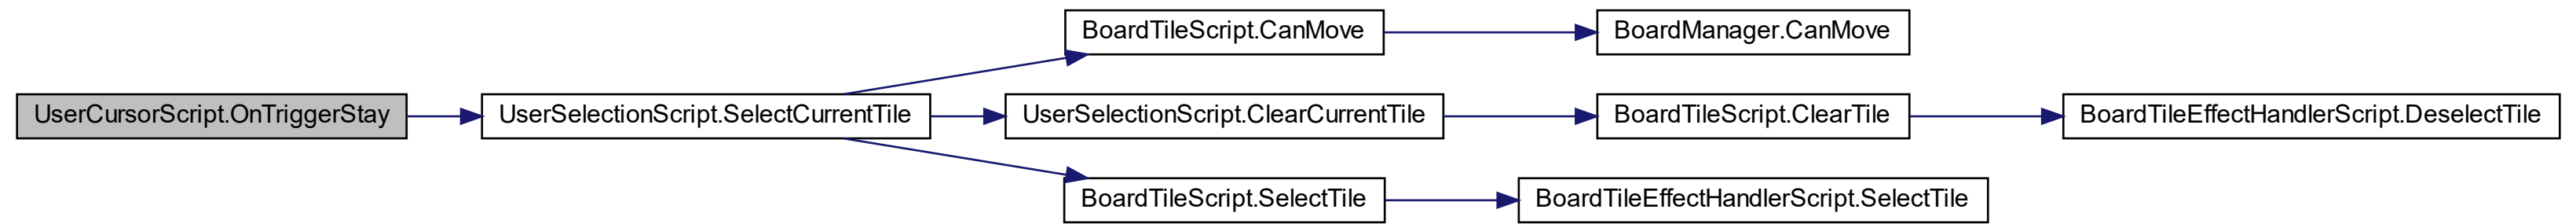 BoardTileScript.CanMove
BoardManager.CanMove
UserCursorScript.OnTriggerStay
UserSelectionScript.SelectCurrentTile
UserSelectionScript.ClearCurrentTile
BoardTileScript.ClearTile
BoardTileEffectHandlerScript.DeselectTile
BoardTileScript.SelectTile
BoardTileEffectHandlerScript.SelectTile